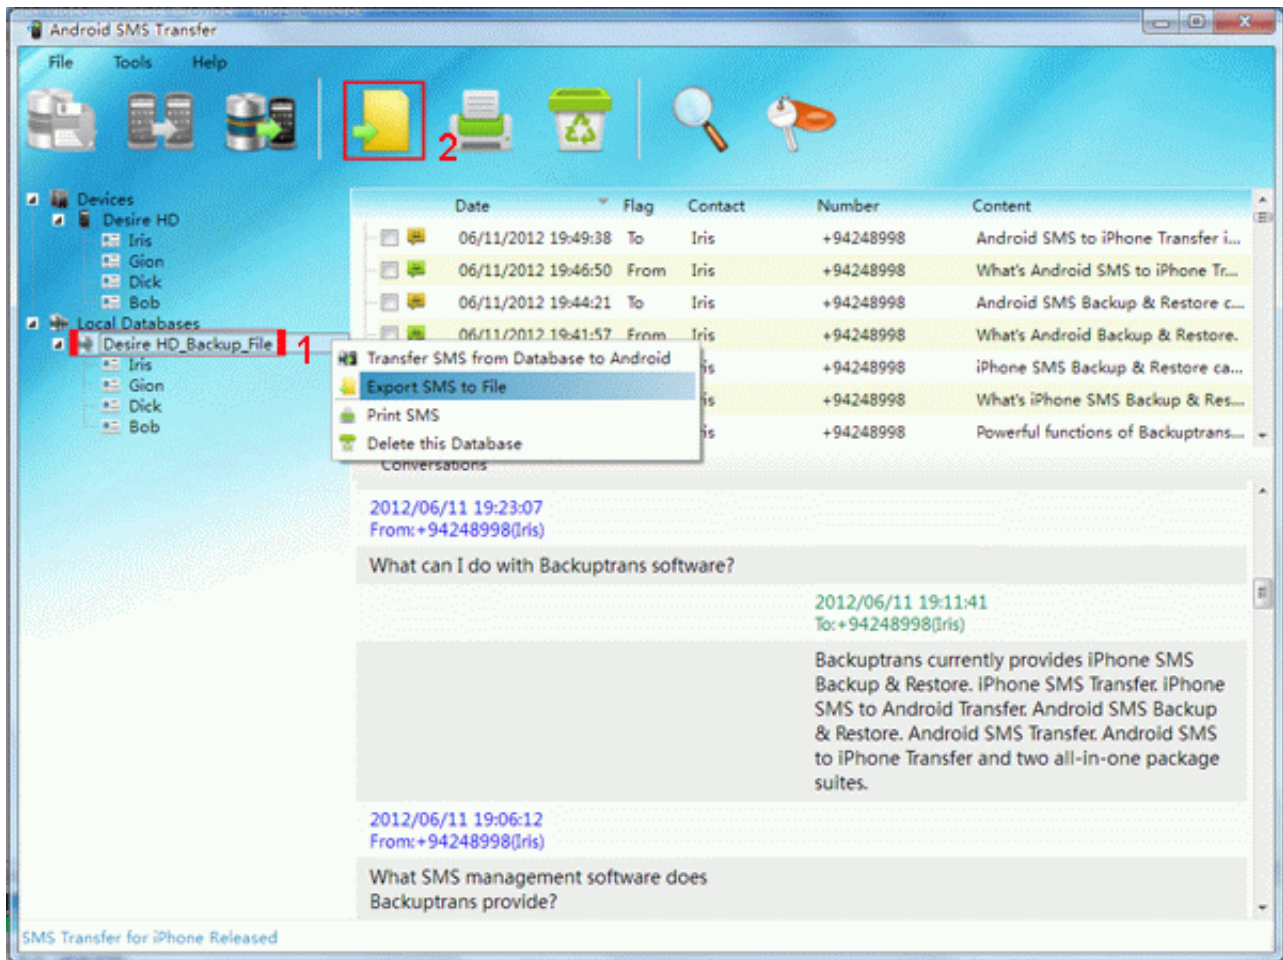 Android SMS Transfer
File Tools Help
2
Devices
Desire HD
Iris
Gion
Dick
Bob
Local Databases
Desire HD_Backup_File 1
Iris
Gion
Dick
Bob
Date Flag Contact Number Content
06/11/2012 19:49:38 To Iris +94248998 Android SMS to iPhone Transfer i...
06/11/2012 19:46:50 From Iris +94248998 What's Android SMS to iPhone Tr...
06/11/2012 19:44:21 To Iris +94248998 Android SMS Backup & Restore c...
06/11/2012 19:41:57 From Iris +94248998 What's Android Backup & Restore.
+94248998 iPhone SMS Backup & Restore ca...
+94248998 What's iPhone SMS Backup & Res...
+94248998 Powerful functions of Backuptrans...
Transfer SMS from Database to Android
Export SMS to File
Print SMS
Delete this Database
Conversations
2012/06/11 19:23:07
From:+94248998(Iris)
What can I do with Backuptrans software?
2012/06/11 19:11:41
To:+94248998(Iris)
Backuptrans currently provides iPhone SMS
Backup & Restore. iPhone SMS Transfer. iPhone
SMS to Android Transfer. Android SMS Backup
& Restore. Android SMS Transfer. Android SMS
to iPhone Transfer and two all-in-one package
suites.
2012/06/11 19:06:12
From:+94248998(Iris)
What SMS management software does
Backuptrans provide?
SMS Transfer for iPhone Released